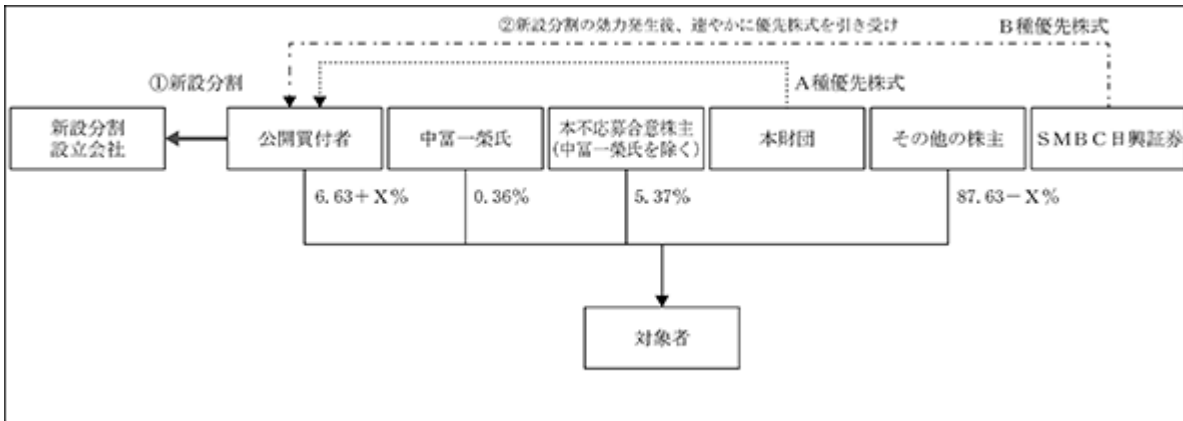 ②新設分割の効力発生後、速やかに優先株式を引き受け
B種優先株式
①新設分割
A種優先株式
新設分割
設立会社
公開買付者
中冨一榮氏
本不応募合意株主
(中冨一榮氏を除く)
本財団
その他の株主
SMBC日興証券
6.63+X%
0.36%
5.37%
87.63-X%
対象者